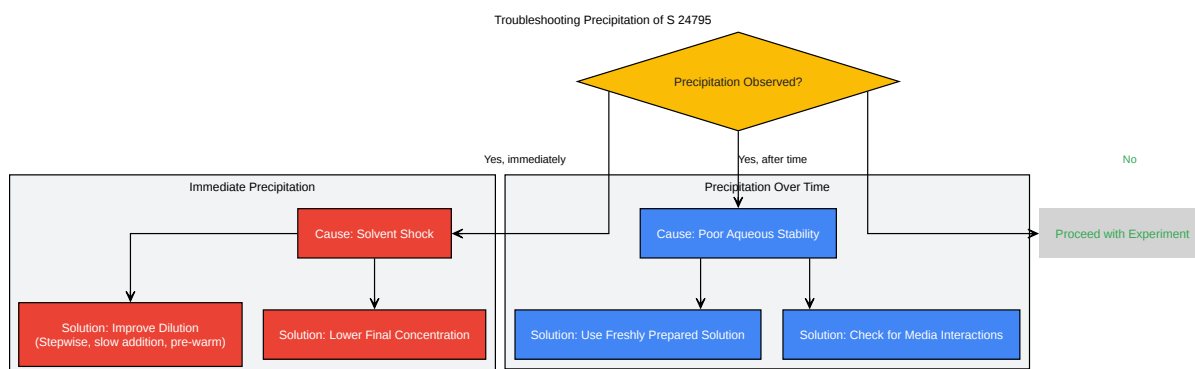 Troubleshooting Precipitation of S 24795
Precipitation Observed?
Yes, immediately
Yes, after time
No
Immediate Precipitation
Precipitation Over Time
Cause: Solvent Shock
Cause: Poor Aqueous Stability
Proceed with Experiment
Solution: Improve Dilution
(Stepwise, slow addition, pre-warm)
Solution: Lower Final Concentration
Solution: Use Freshly Prepared Solution
Solution: Check for Media Interactions